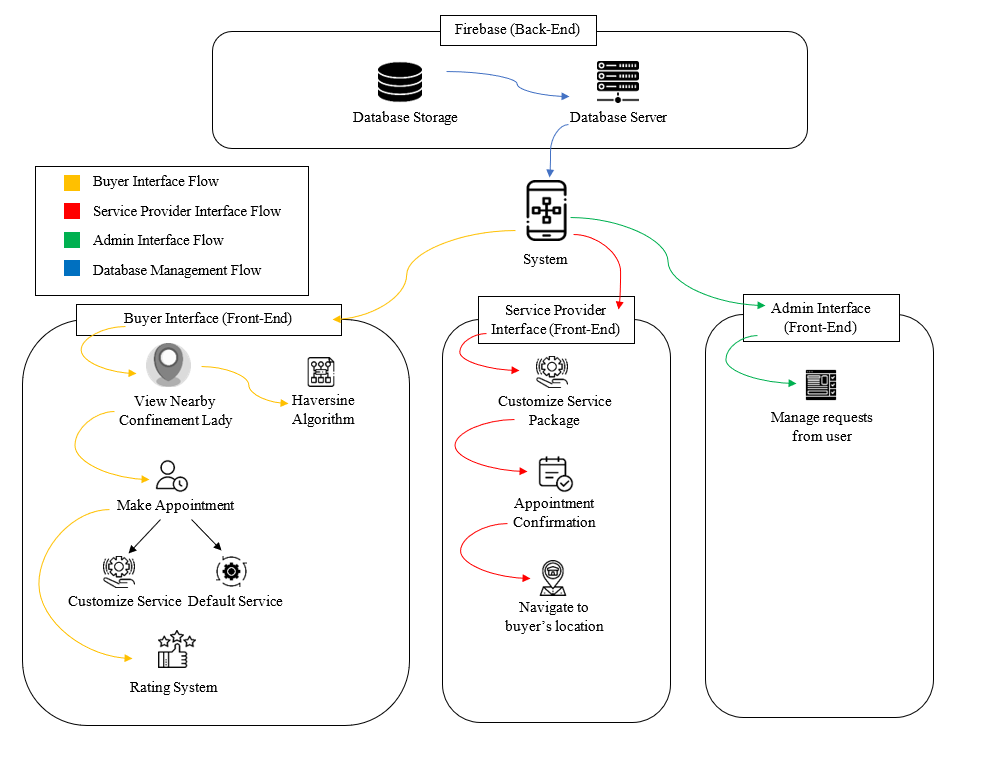 Firebase (Back-End)
Database Storage
Database Server
Buyer Interface Flow
Service Provider Interface Flow
Admin Interface Flow
Database Management Flow
System
Buyer Interface (Front-End)
View Nearby
Confinement Lady
Haversine
Algorithm
Make Appointment
Customize Service
Default Service
Rating System
Service Provider
Interface (Front-End)
Customize Service
Package
Appointment
Confirmation
Navigate to
buyer’s location
Admin Interface
(Front-End)
Manage requests
from user